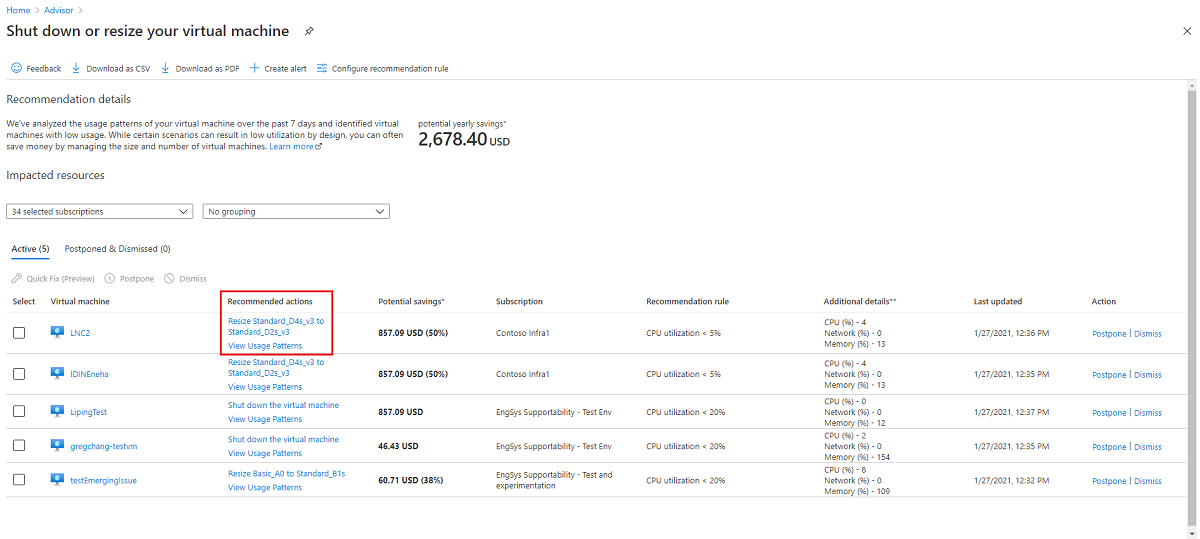 Home > Advisor >
Shut down or resize your virtual machine
Feedback Download as CSV Download as PDF Create alert Configure recommendation rule
Recommendation details
We've analyzed the usage patterns of your virtual machine over the past 7 days and identified virtual
machines with low usage. While certain scenarios can result in low utilization by design, you can often
save money by managing the size and number of virtual machines. Learn more
potential yearly savings*
2,678.40 USD
Impacted resources
34 selected subscriptions No grouping
Active (5) Postponed & Dismissed (0)
Quick Fix (Preview) Postpone Dismiss
Select Virtual machine Recommended actions Potential savings* Subscription Recommendation rule Additional details** Last updated Action
LNC2
Resize Standard_D4s_v3 to
Standard_D2s_v3
View Usage Patterns
857.09 USD (50%)
Contoso Infra1
CPU utilization < 5%
CPU (%) - 4
Network (%) - 0
Memory (%) - 13
1/27/2021, 12:36 PM
Postpone | Dismiss
IDINEneha
Resize Standard_D4s_v3 to
Standard_D2s_v3
View Usage Patterns
857.09 USD (50%)
Contoso Infra1
CPU utilization < 5%
CPU (%) - 4
Network (%) - 0
Memory (%) - 13
1/27/2021, 12:35 PM
Postpone | Dismiss
LipingTest
Shut down the virtual machine
View Usage Patterns
857.09 USD
EngSys Supportability - Test Env
CPU utilization < 20%
CPU (%) - 0
Network (%) - 0
Memory (%) - 12
1/27/2021, 12:37 PM
Postpone | Dismiss
gregchang-testvm
Shut down the virtual machine
View Usage Patterns
46.43 USD
EngSys Supportability - Test Env
CPU utilization < 20%
CPU (%) - 2
Network (%) - 0
Memory (%) - 154
1/27/2021, 12:35 PM
Postpone | Dismiss
testEmergingIssue
Resize Basic_A0 to Standard_B1s
View Usage Patterns
60.71 USD (38%)
EngSys Supportability - Test and
experimentation
CPU utilization < 20%
CPU (%) - 8
Network (%) - 0
Memory (%) - 109
1/27/2021, 12:32 PM
Postpone | Dismiss